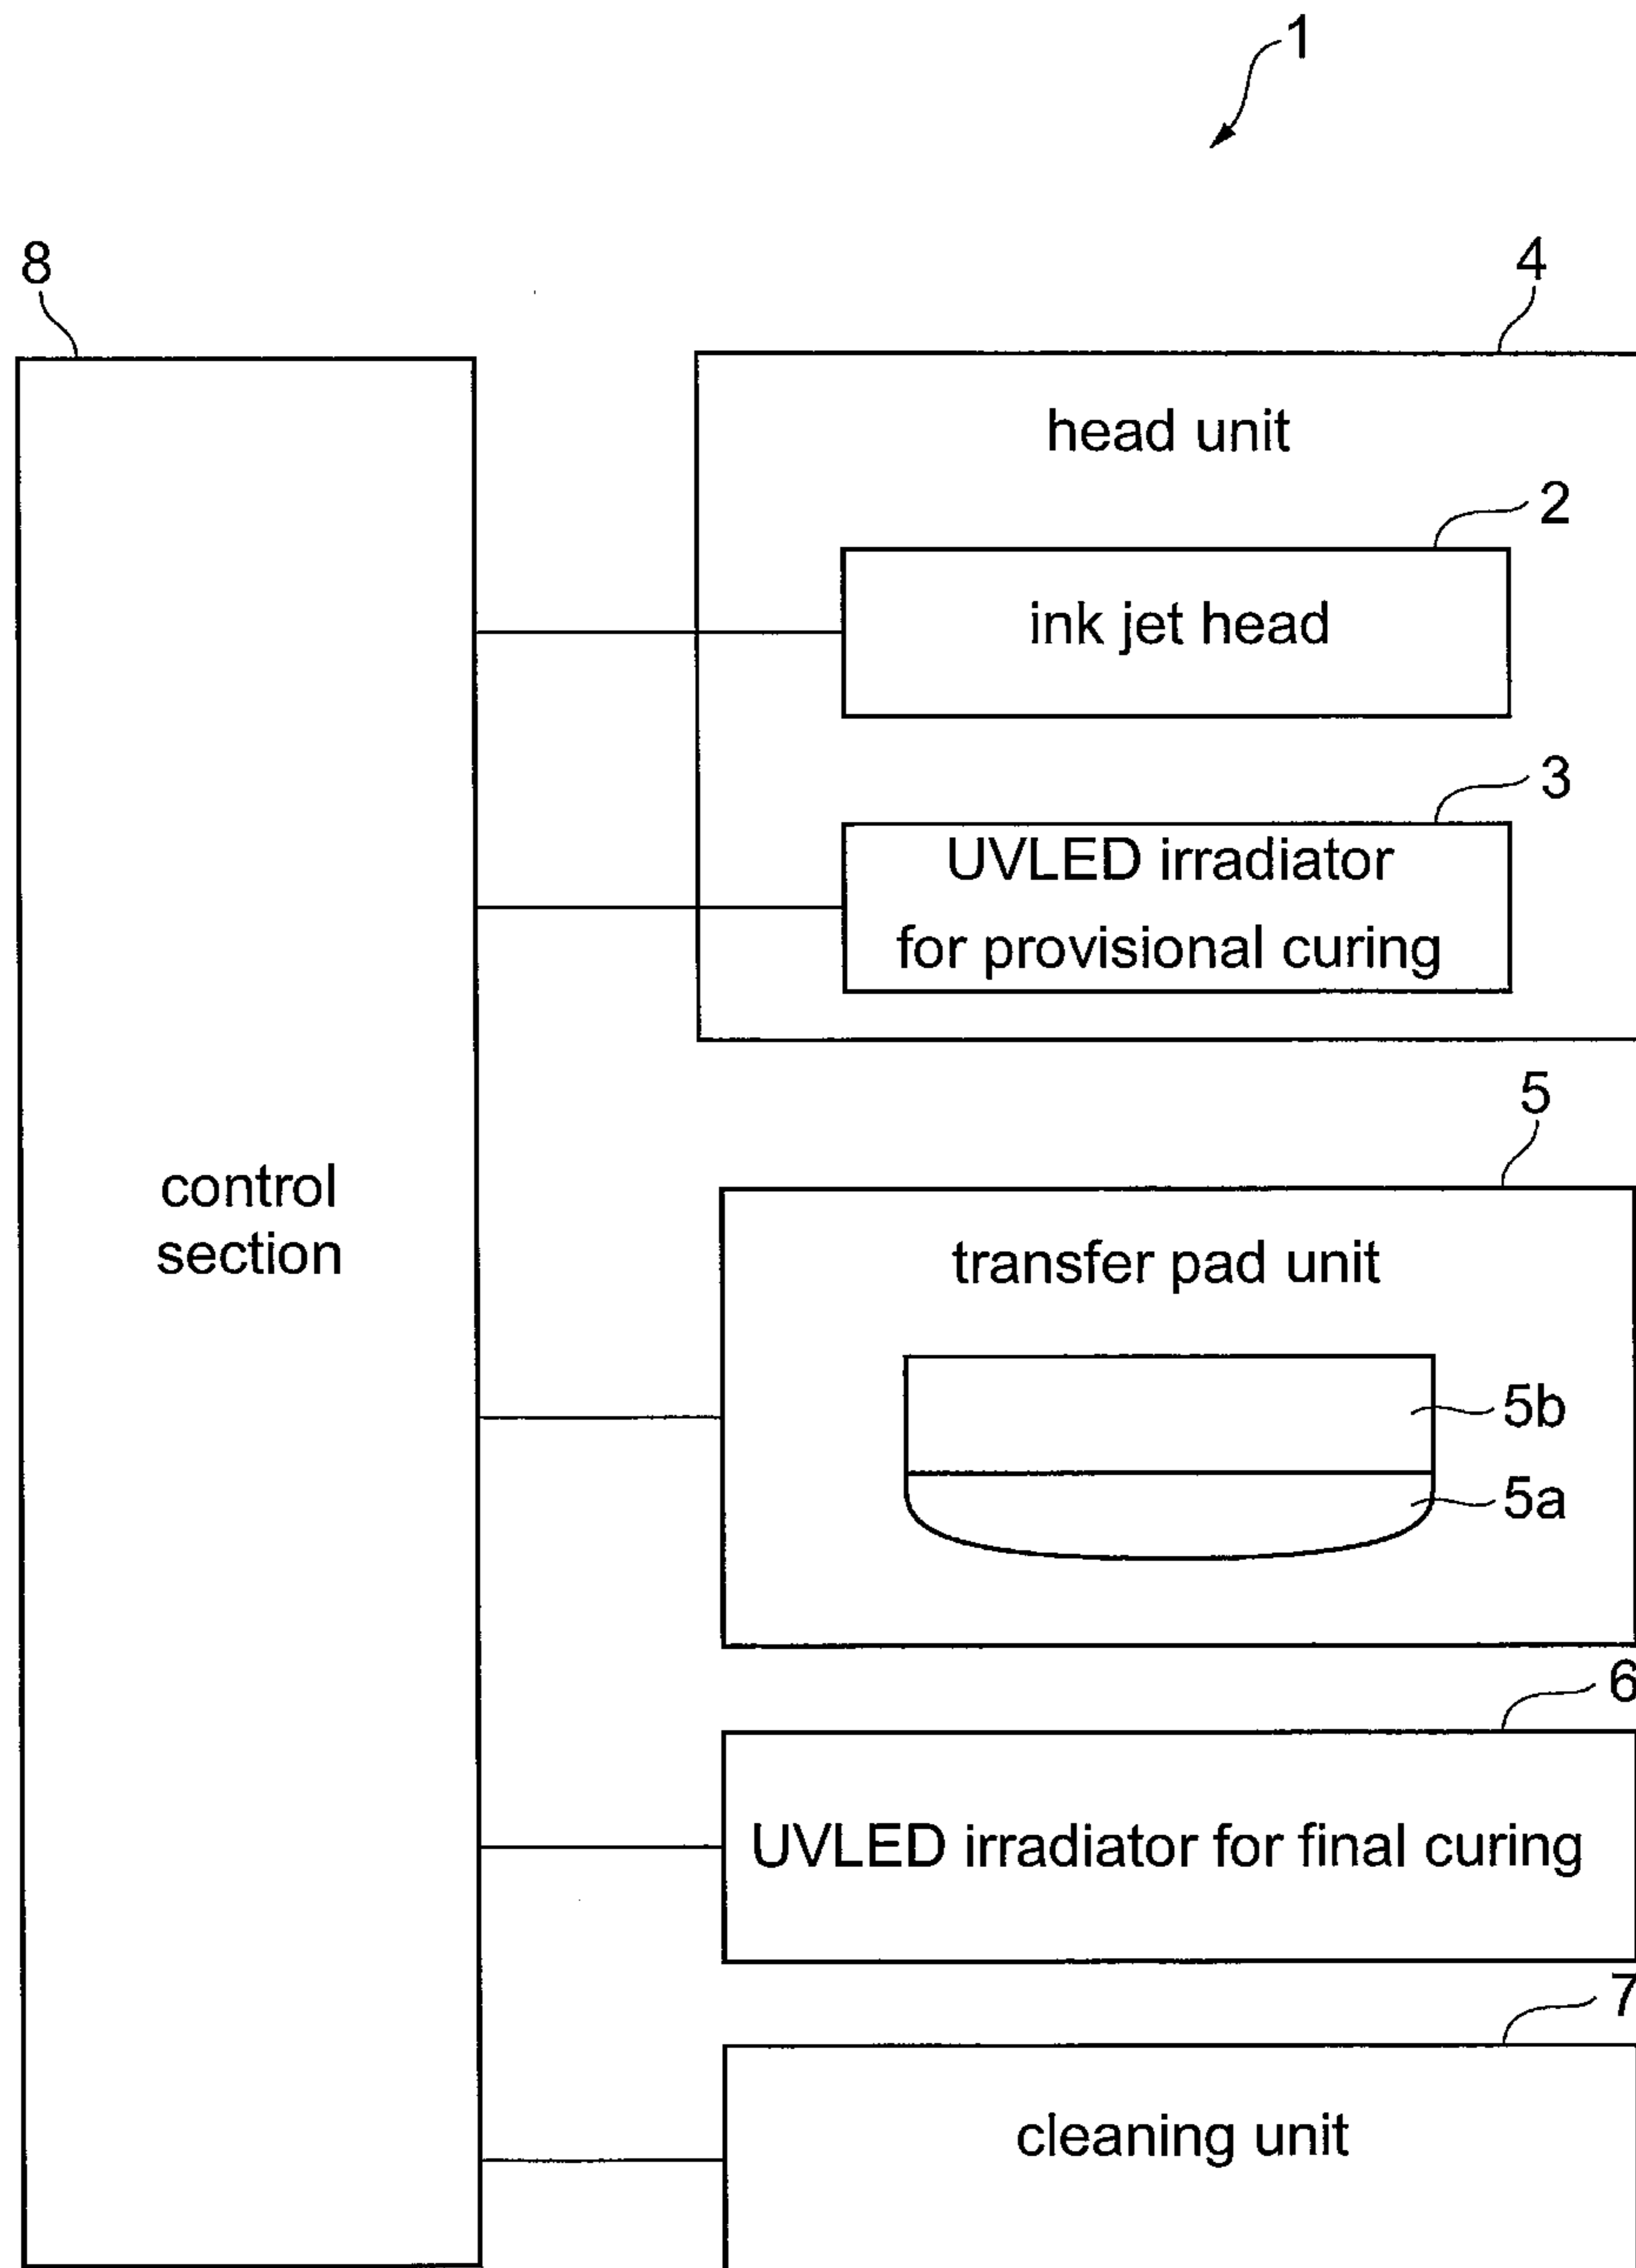 1
8
4
head unit
2
ink jet head
3
UVLED irradiator
for provisional curing
5
control
section
transfer pad unit
5b
5a
6
UVLED irradiator for final curing
7
cleaning unit